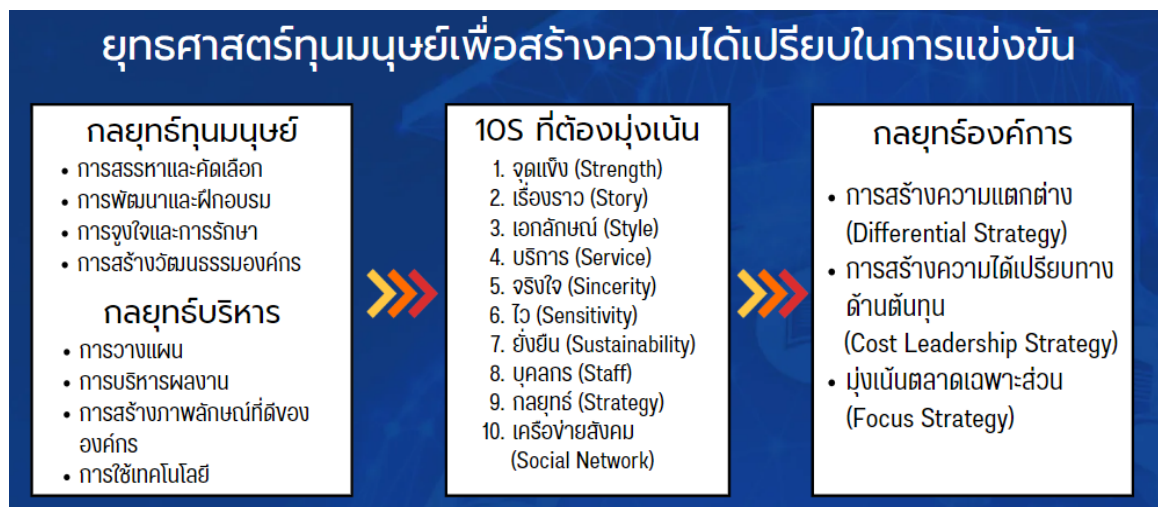 ยุทธศาสตร์ทุนมนุษย์เพื่อสร้างความได้เปรียบในการแข่งขัน
กลยุทธ์ทุนมนุษย์
• การสรรหาและคัดเลือก
• การพัฒนาและฝึกอบรม
• การจูงใจและการรักษา
• การสร้างวัฒนธรรมองค์กร
กลยุทธ์บริหาร
• การวางแผน
• การบริหารผลงาน
• การสร้างภาพลักษณ์ที่ดีของ
องค์กร
• การใช้เทคโนโลยี
10S ที่ต้องมุ่งเน้น
1. จุดแข็ง (Strength)
2. เรื่องราว (Story)
3. เอกลักษณ์ (Style)
4. บริการ (Service)
5. จริงใจ (Sincerity)
6. ไว (Sensitivity)
7. ยั่งยืน (Sustainability)
8. บุคลกร (Staff)
9. กลยุทธ์ (Strategy)
10. เครือข่ายสังคม
(Social Network)
กลยุทธ์องค์การ
• การสร้างความแตกต่าง
(Differential Strategy)
• การสร้างความได้เปรียบทาง
ด้านต้นทุน
(Cost Leadership Strategy)
• มุ่งเน้นตลาดเฉพาะส่วน
(Focus Strategy)